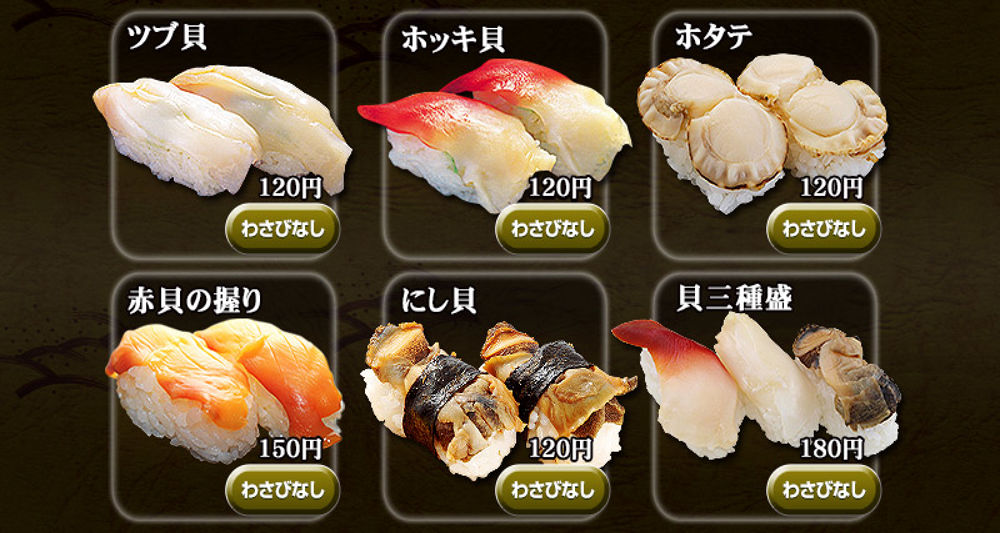 ツブ貝
120円
わさびなし
ホッキ貝
120円
わさびなし
ホタテ
120円
わさびなし
赤貝の握り
150円
わさびなし
にし貝
120円
わさびなし
貝三種盛
180円
わさびなし